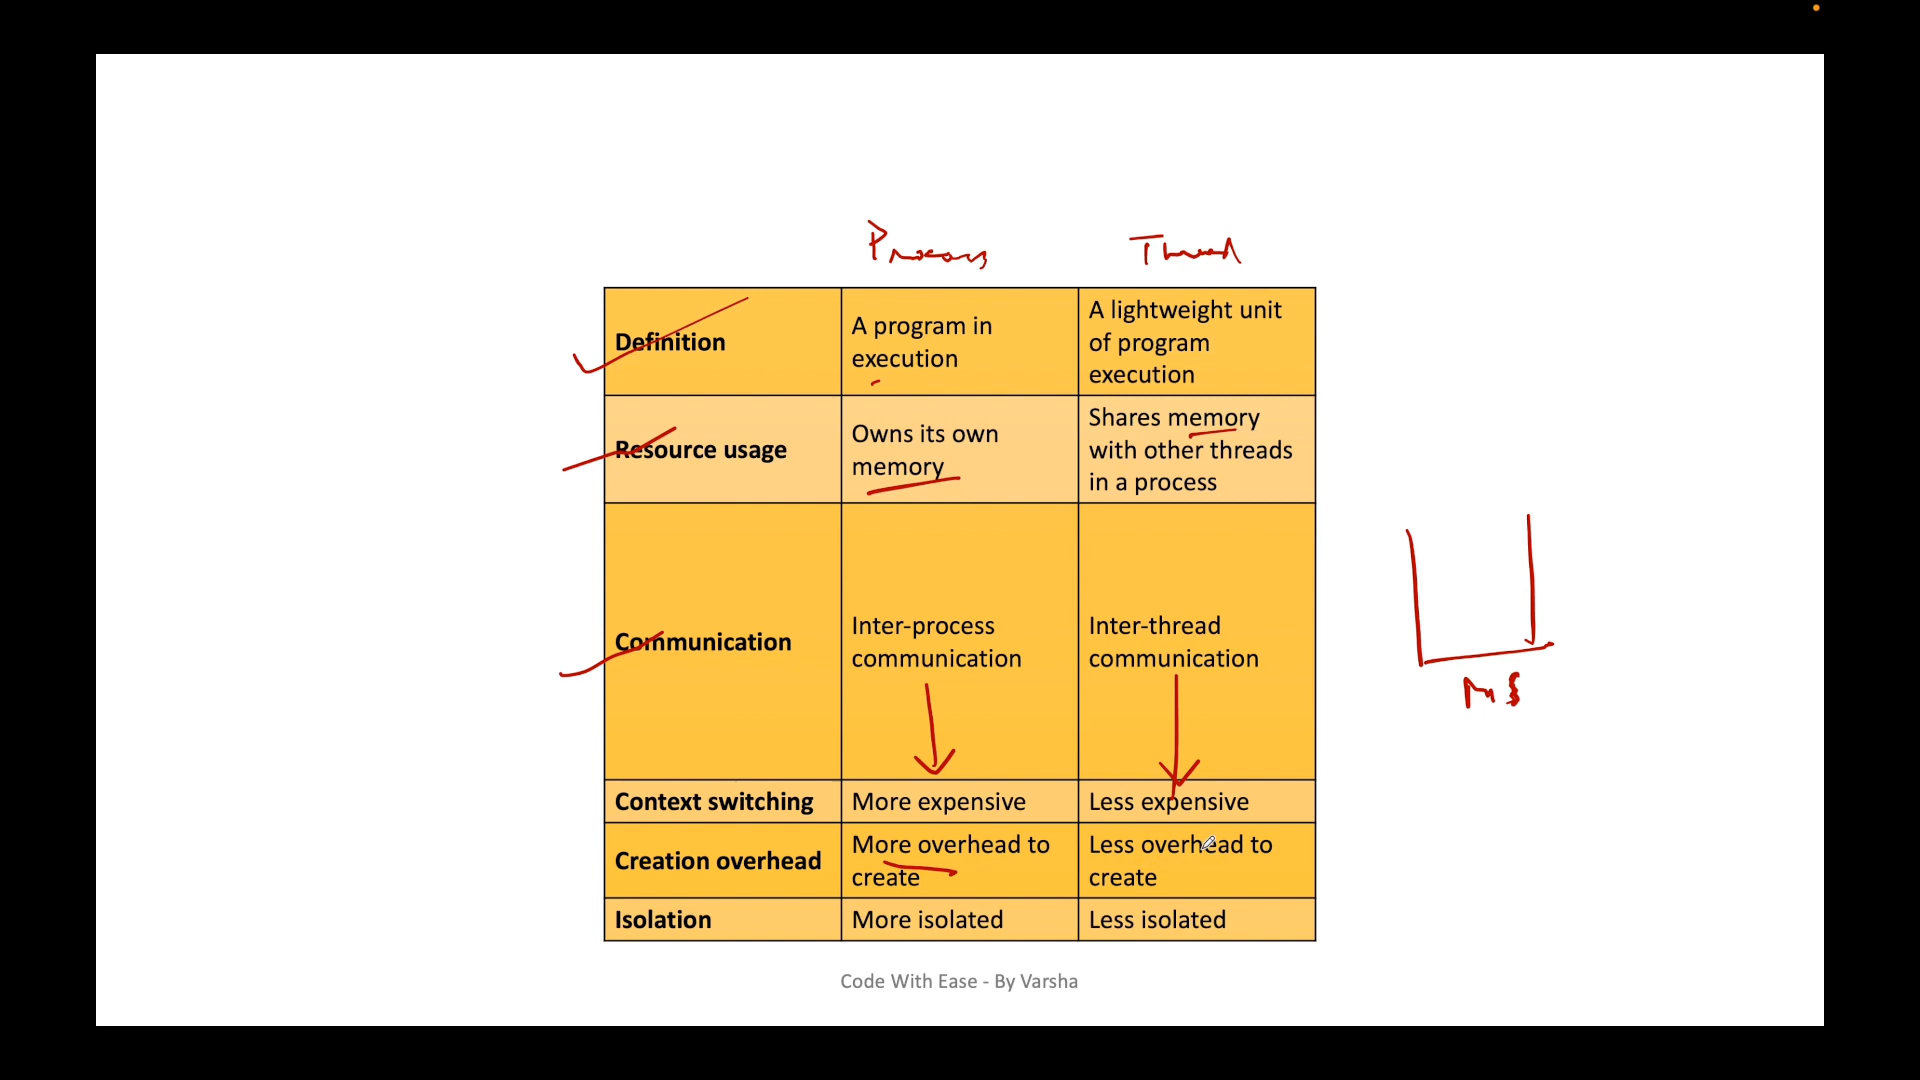 Process Thread
Definition
A program in
execution
A lightweight unit
of program
execution
Resource usage
Owns its own
memory
Shares memory
with other threads
in a process
Communication
Inter-process
communication
Inter-thread
communication
Context switching
More expensive
Less expensive
Creation overhead
More overhead to
create
Less overhead to
create
Isolation
More isolated
Less isolated
Code With Ease - By Varsha